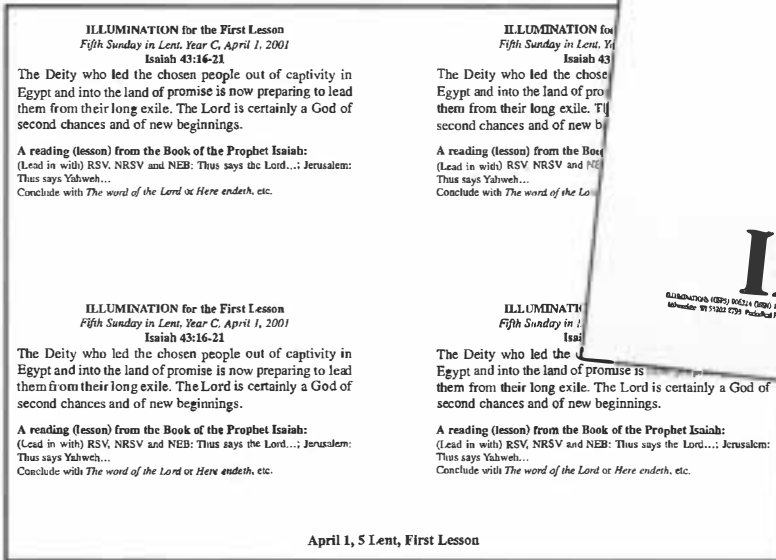 ILLUMINATION for the First Lesson
Fifth Sunday in Lent, Year C, April 1, 2001
Isaiah 43:16-21
The Deity who led the chosen people out of captivity in
Egypt and into the land of promise is now preparing to lead
them from their long exile. The Lord is certainly a God of
second chances and of new beginnings.
A reading (lesson) from the Book of the Prophet Isaiah:
(Lead in with) RSV, NRSV and NEB: Thus says the Lord...; Jerusalem:
Thus says Yahweh...
Conclude with The word of the Lord or Here endeth, etc.
ILLUMINATION
Fifth Sunday in Lent,
Isaiah 43
The Deity who led the
Egypt and into the land of
them from their long exile.
second chances and of new
A reading (lesson) from the
(Lead in with) RSV, NRSV and
Thus says Yahweh...
Conclude with The word of the
ILLUMINATION for the First Lesson
Fifth Sunday in Lent, Year C, April 1, 2001
Isaiah 43:16-21
The Deity who led the chosen people out of captivity in
Egypt and into the land of promise is now preparing to lead
them from their long exile. The Lord is certainly a God of
second chances and of new beginnings.
A reading (lesson) from the Book of the Prophet Isaiah:
(Lead in with) RSV, NRSV and NEB: Thus says the Lord...; Jerusalem:
Thus says Yahweh...
Conclude with The word of the Lord or Here endeth, etc.
Fifth Sunday in
The Deity who led the
Egypt and into the land of promise is
them from their long exile. The Lord is certainly a God of
second chances and of new beginnings.
A reading (lesson) from the Book of the Prophet Isaiah:
(Lead in with) RSV, NRSV and NEB: Thus says the Lord...; Jerusalem:
Thus says Yahweh...
Conclude with The word of the Lord or Here endeth, etc.
April 1, 5 Lent, First Lesson